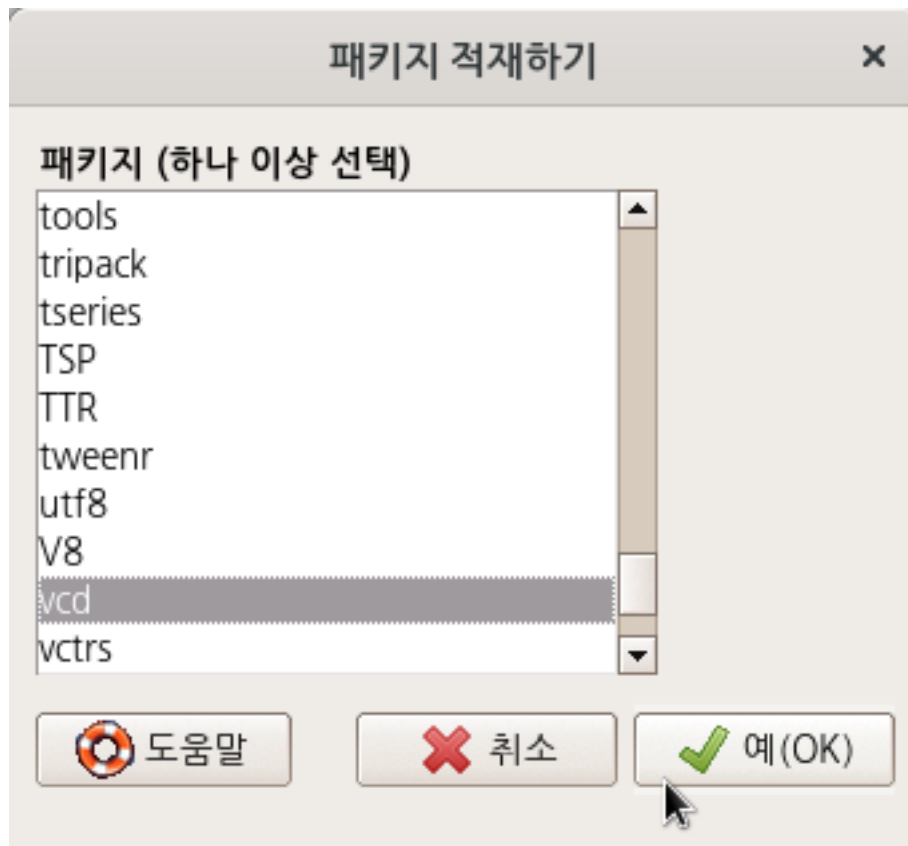 패키지 적재하기
패키지 (하나 이상 선택)
tools
tripack
tseries
TSP
TTR
tweenr
utf8
V8
vcd
vctrs
도움말 취소 예(OK)